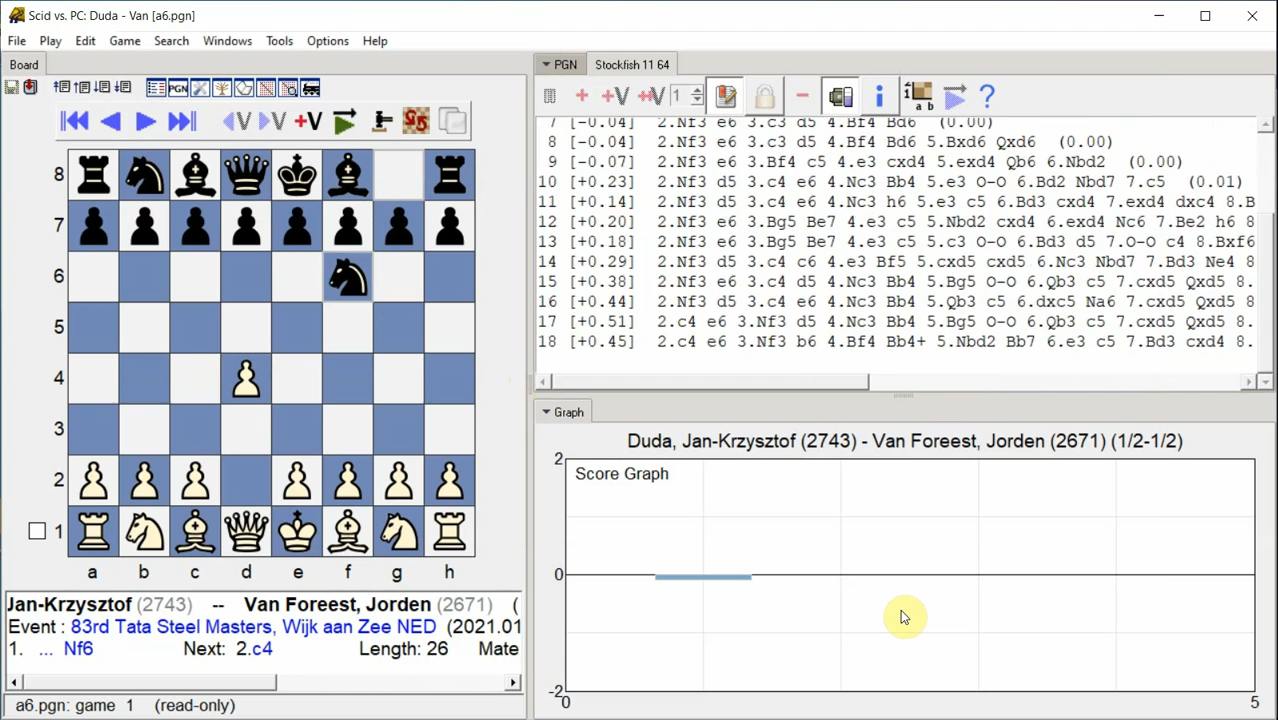 Scid vs. PC: Duda - Van [a6.pgn]
File Play Edit Game Search Windows Tools Options Help
Board
PGN Stockfish 11 64
PGN
V V +V
+ +V +V 1 − i a b ?
7 [-0.04] 2.Nf3 e6 3.c3 d5 4.Bf4 Bd6 (0.00)
8 [-0.04] 2.Nf3 e6 3.c3 d5 4.Bf4 Bd6 5.Bxd6 Qxd6 (0.00)
9 [-0.07] 2.Nf3 e6 3.Bf4 c5 4.e3 cxd4 5.exd4 Qb6 6.Nbd2 (0.00)
10 [+0.23] 2.Nf3 d5 3.c4 e6 4.Nc3 Bb4 5.e3 O-O 6.Bd2 Nbd7 7.c5 (0.01)
11 [+0.14] 2.Nf3 d5 3.c4 e6 4.Nc3 h6 5.e3 c5 6.Bd3 cxd4 7.exd4 dxc4 8.B
12 [+0.20] 2.Nf3 e6 3.Bg5 Be7 4.e3 c5 5.Nbd2 cxd4 6.exd4 Nc6 7.Be2 h6 8
13 [+0.18] 2.Nf3 e6 3.Bg5 Be7 4.e3 c5 5.c3 O-O 6.Bd3 d5 7.O-O c4 8.Bxf6
14 [+0.29] 2.Nf3 d5 3.c4 c6 4.e3 Bf5 5.cxd5 cxd5 6.Nc3 Nbd7 7.Bd3 Ne4 8
15 [+0.38] 2.Nf3 d5 3.c4 e6 4.Nc3 Bb4 5.Bg5 O-O 6.Qb3 c5 7.cxd5 Qxd5 8.
16 [+0.44] 2.Nf3 d5 3.c4 e6 4.Nc3 Bb4 5.Qb3 c5 6.dxc5 Na6 7.cxd5 Qxd5 8
17 [+0.51] 2.c4 e6 3.Nf3 d5 4.Nc3 Bb4 5.Bg5 O-O 6.Qb3 c5 7.cxd5 Qxd5 8.
18 [+0.45] 2.c4 e6 3.Nf3 b6 4.Bf4 Bb4+ 5.Nbd2 Bb7 6.e3 c5 7.Bd3 cxd4 8.
8
7
6
5
4
3
2
1
a b c d e f g h
Jan-Krzysztof (2743) -- Van Foreest, Jorden (2671) (
Event : 83rd Tata Steel Masters, Wijk aan Zee NED (2021.01
1. ... Nf6 Next: 2.c4 Length: 26 Mate
a6.pgn: game 1 (read-only)
Graph
Duda, Jan-Krzysztof (2743) - Van Foreest, Jorden (2671) (1/2-1/2)
Score Graph
2
0
-2
0 5